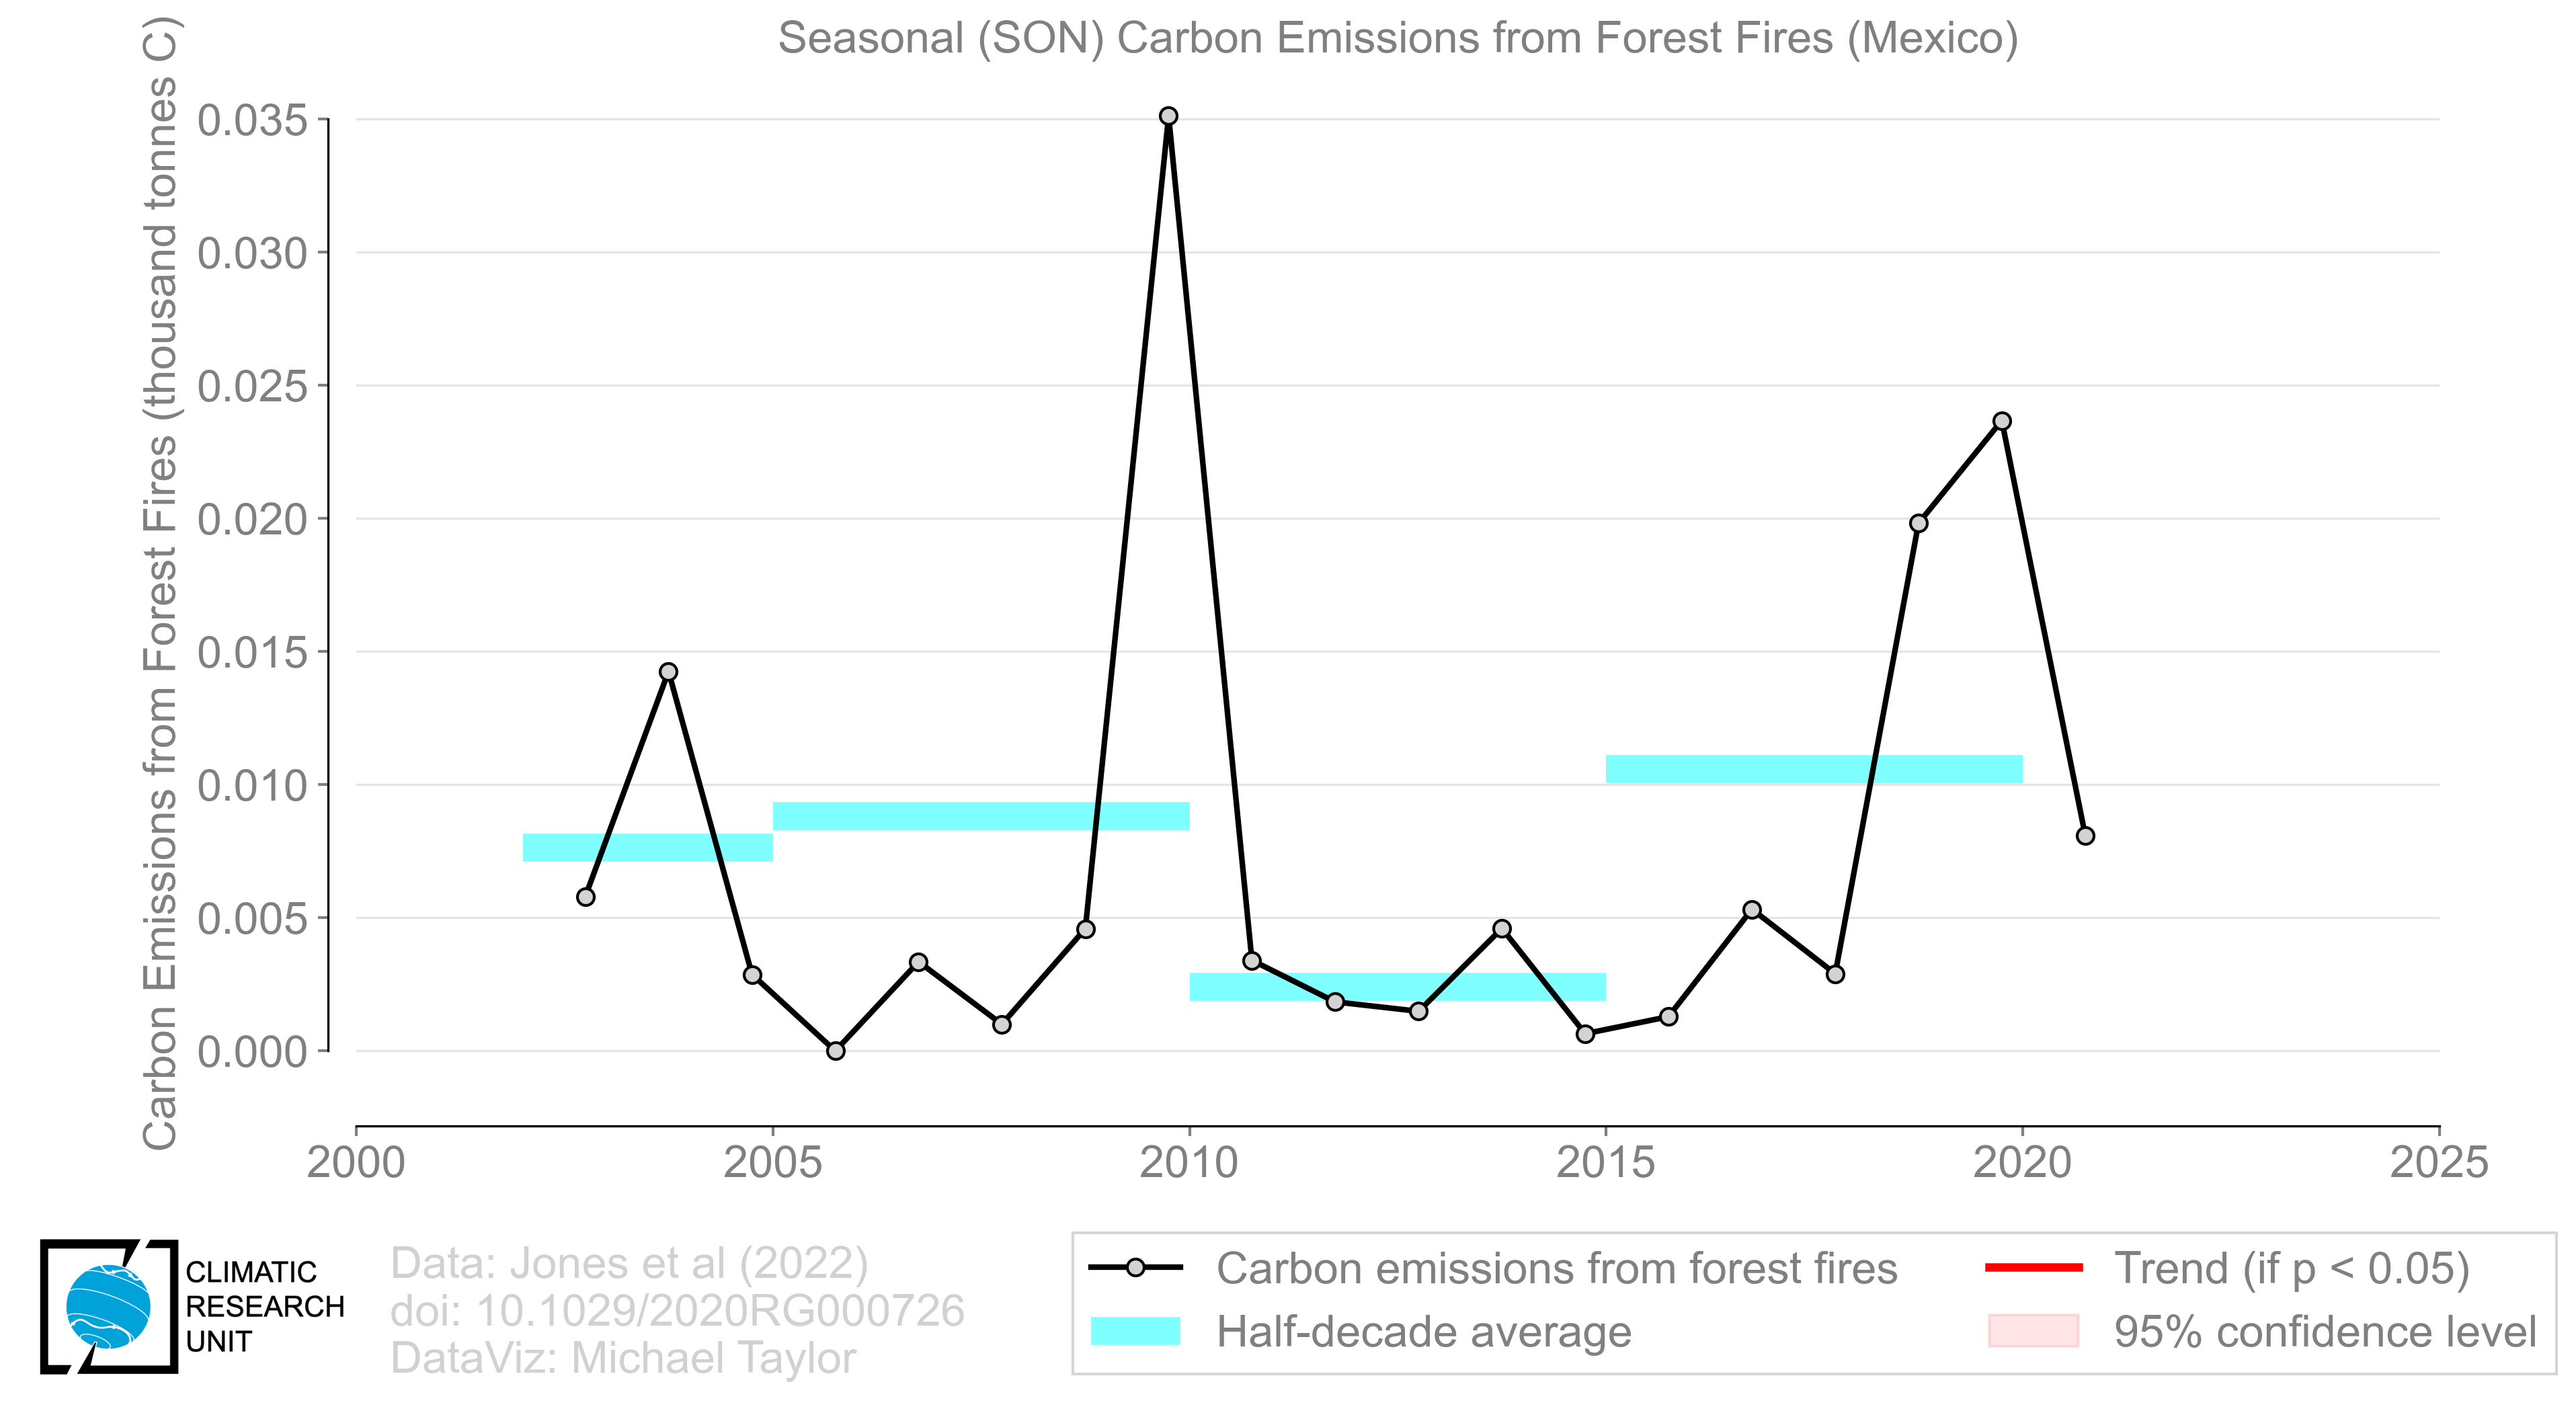 Seasonal (SON) Carbon Emissions from Forest Fires (Mexico)
Carbon Emissions from Forest Fires (thousand tonnes C)
0.035
0.030
0.025
0.020
0.015
0.010
0.005
0.000
2000 2005 2010 2015 2020 2025
CLIMATIC
RESEARCH
UNIT
Data: Jones et al (2022)
doi: 10.1029/2020RG000726
DataViz: Michael Taylor
Carbon emissions from forest fires
Half-decade average
Trend (if p < 0.05)
95% confidence level